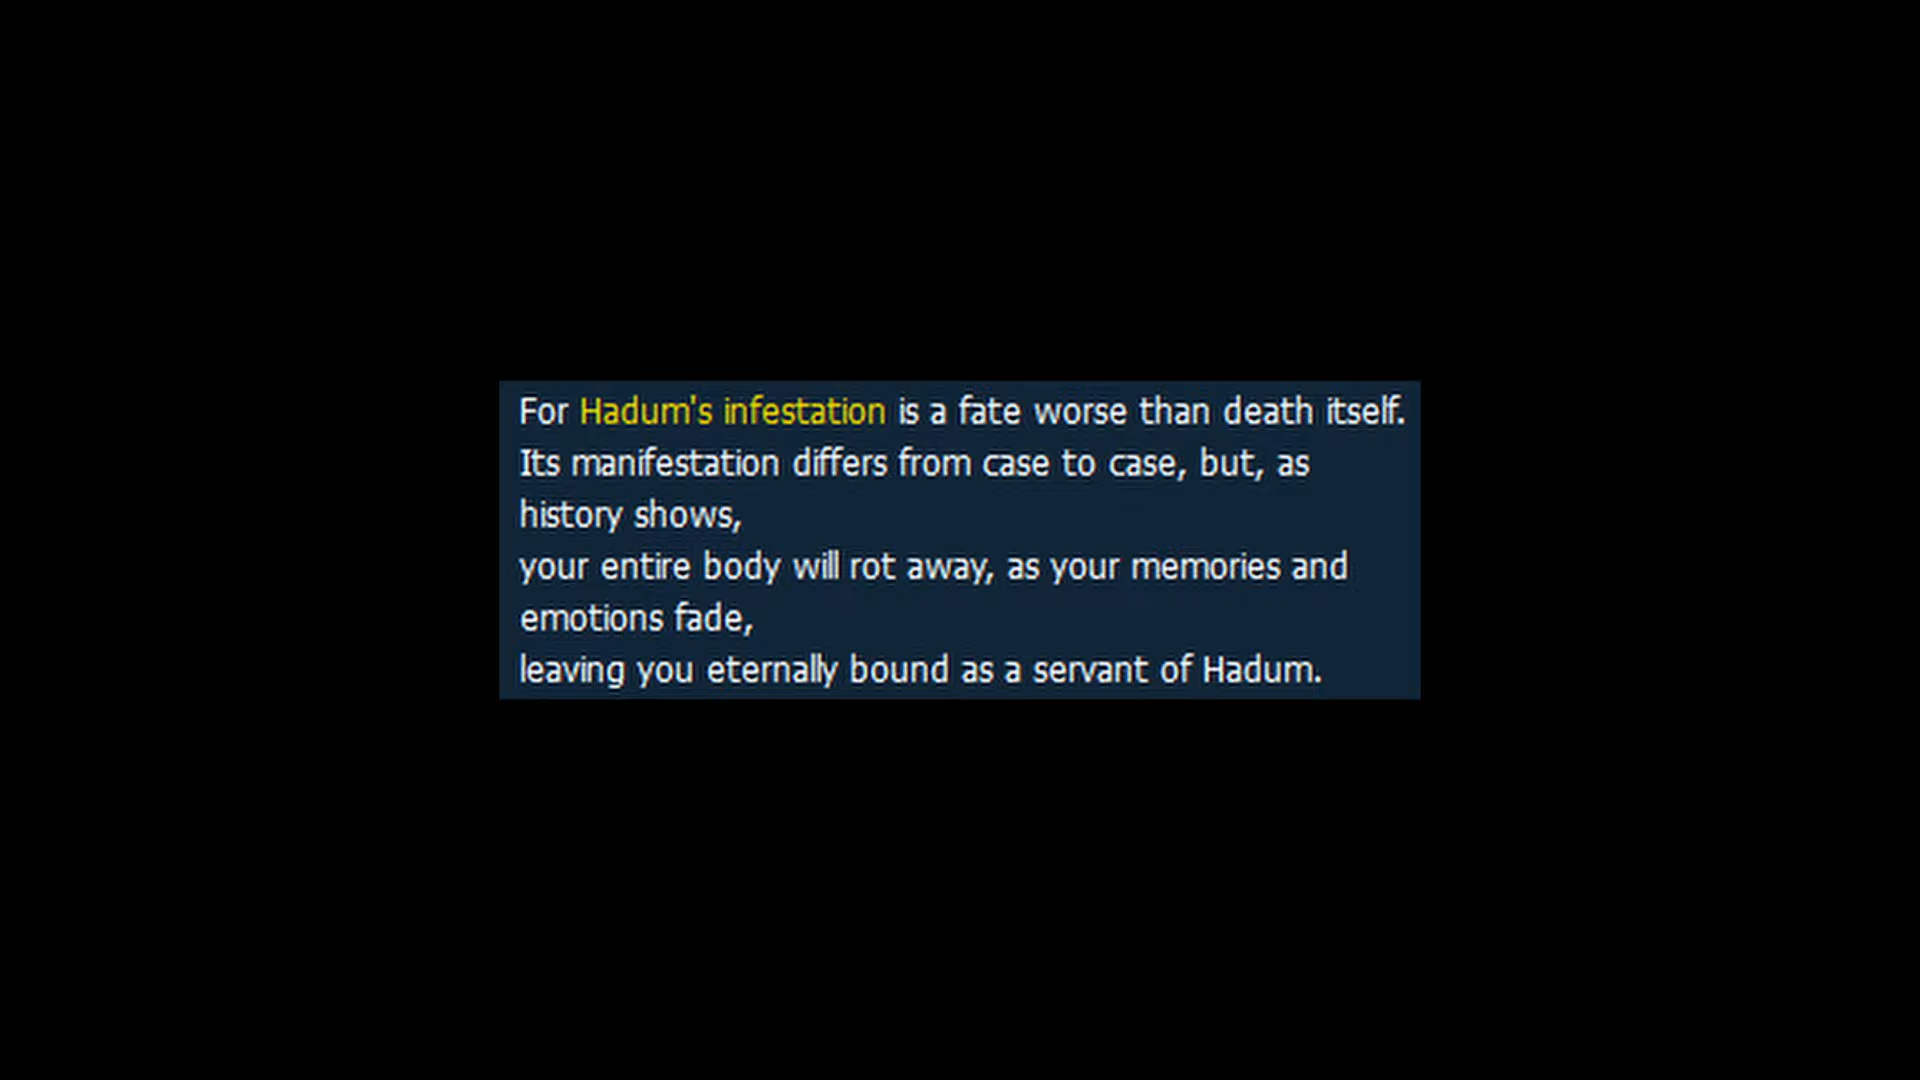 For Hadum's infestation is a fate worse than death itself.
Its manifestation differs from case to case, but, as
history shows,
your entire body will rot away, as your memories and
emotions fade,
leaving you eternally bound as a servant of Hadum.